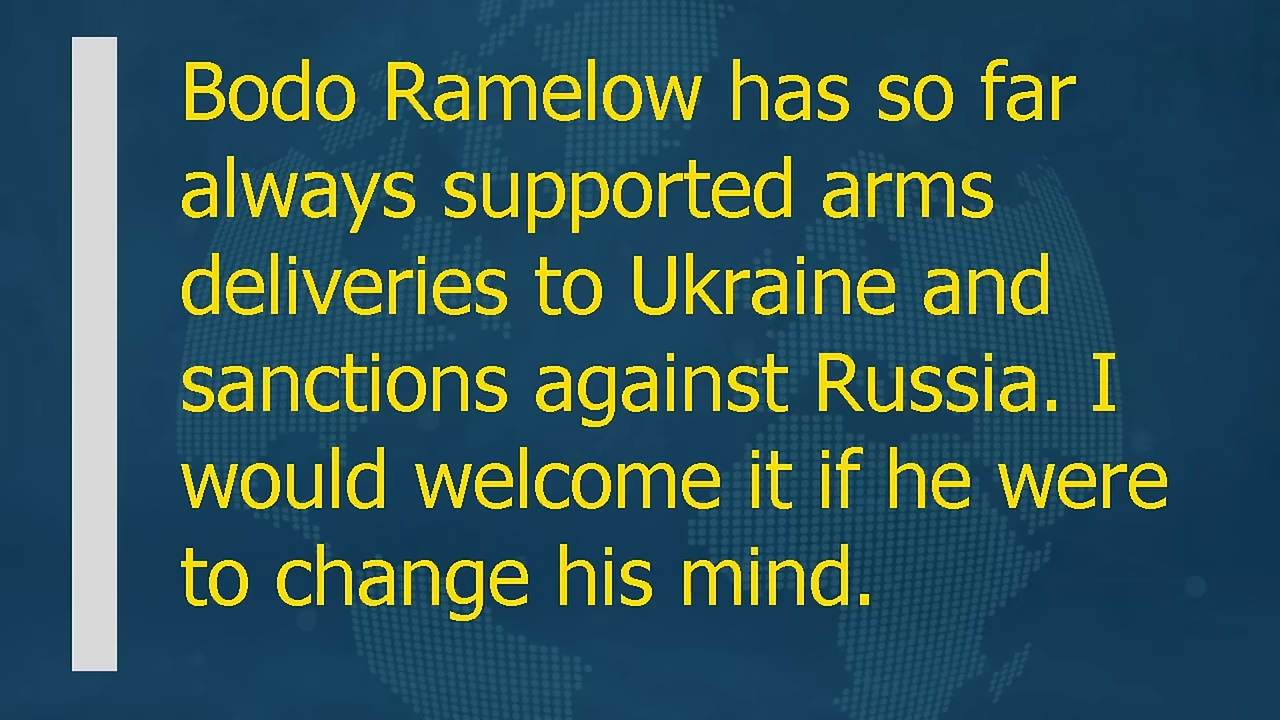 Bodo Ramelow has so far
always supported arms
deliveries to Ukraine and
sanctions against Russia. I
would welcome it if he were
to change his mind.